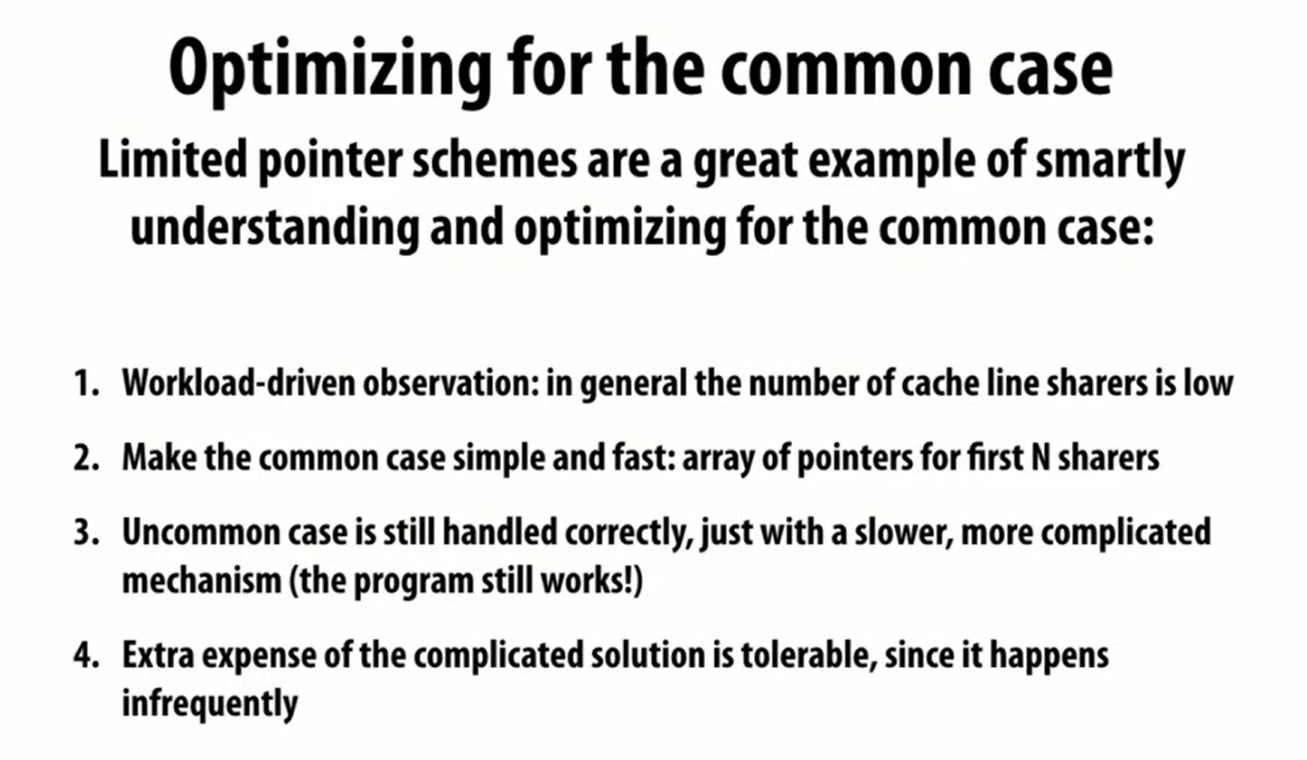 Optimizing for the common case
Limited pointer schemes are a great example of smartly
understanding and optimizing for the common case:
1. Workload-driven observation: in general the number of cache line sharers is low
2. Make the common case simple and fast: array of pointers for first N sharers
3. Uncommon case is still handled correctly, just with a slower, more complicated
mechanism (the program still works!)
4. Extra expense of the complicated solution is tolerable, since it happens
infrequently